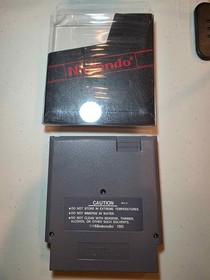 Nintendo®
CAUTION
●DO NOT STORE IN EXTREME TEMPERATURES.
●DO NOT IMMERSE IN WATER.
●DO NOT CLEAN WITH BENZENE, THINNER,
ALCOHOL OR OTHER SUCH SOLVENTS.
©Nintendo 1985